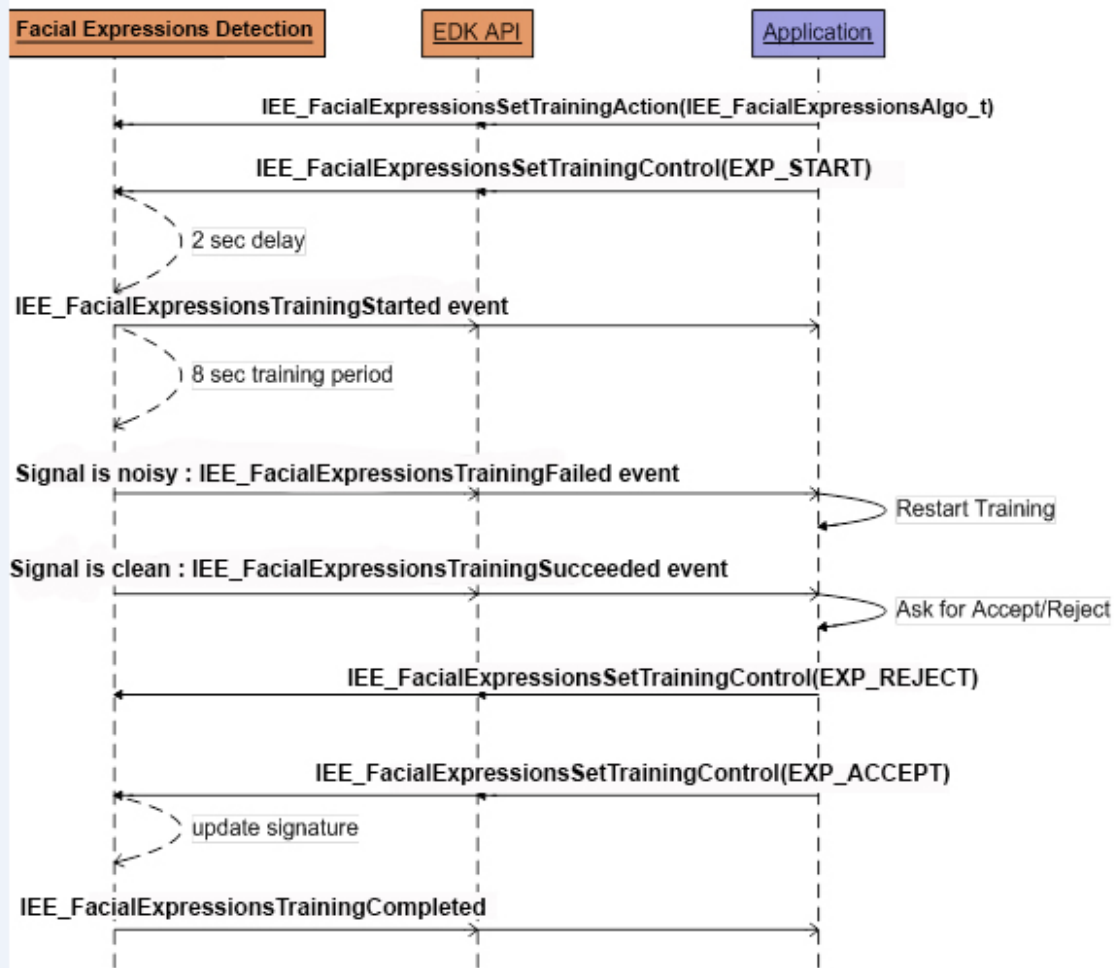 Facial Expressions Detection
EDK API
Application
IEE_FacialExpressionsSetTrainingAction(IEE_FacialExpressionsAlgo_t)
IEE_FacialExpressionsSetTrainingControl(EXP_START)
2 sec delay
IEE_FacialExpressionsTrainingStarted event
8 sec training period
Signal is noisy : IEE_FacialExpressionsTrainingFailed event
Restart Training
Signal is clean : IEE_FacialExpressionsTrainingSucceeded event
Ask for Accept/Reject
IEE_FacialExpressionsSetTrainingControl(EXP_REJECT)
IEE_FacialExpressionsSetTrainingControl(EXP_ACCEPT)
update signature
IEE_FacialExpressionsTrainingCompleted